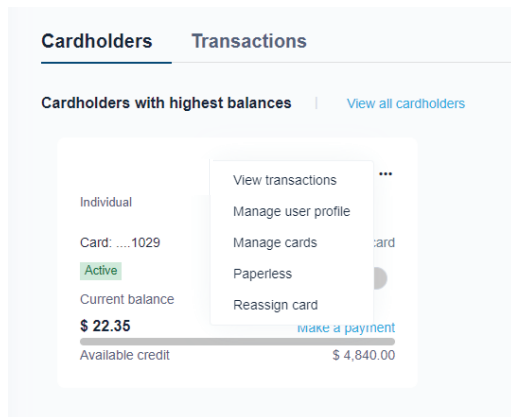 Cardholders Transactions
Cardholders with highest balances View all cardholders
View transactions
Individual
Manage user profile
Card: ....1029
Manage cards
card
Active
Paperless
Current balance
Reassign card
$ 22.35
Make a payment
Available credit $ 4,840.00